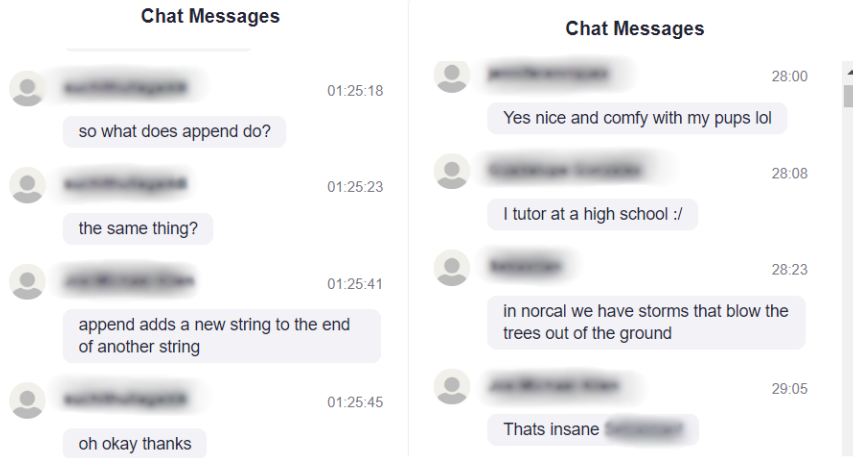 Chat Messages
01:25:18
so what does append do?
01:25:23
the same thing?
01:25:41
append adds a new string to the end
of another string
01:25:45
oh okay thanks
Chat Messages
28:00
Yes nice and comfy with my pups lol
28:08
I tutor at a high school :/
28:23
in norcal we have storms that blow the
trees out of the ground
29:05
Thats insane